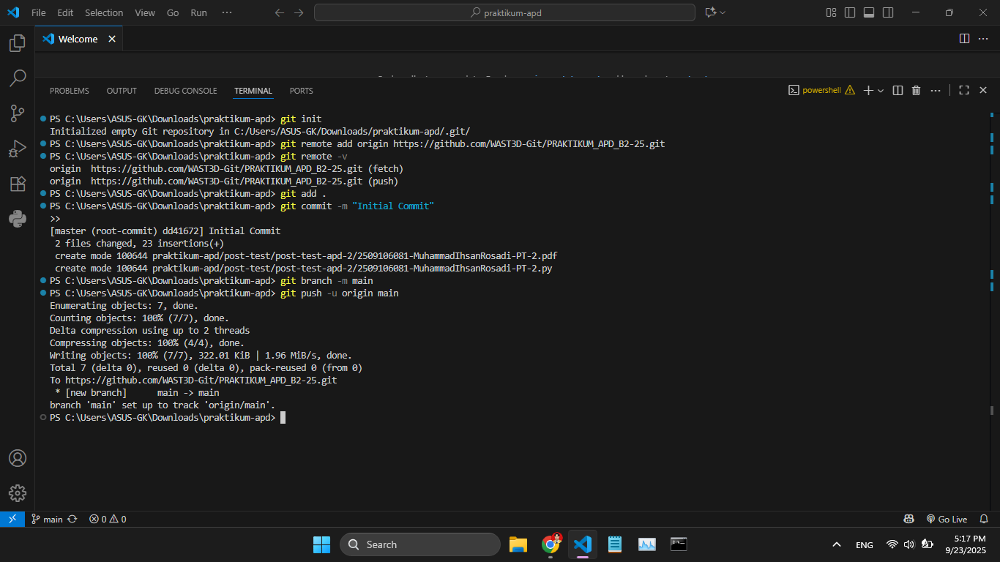 File Edit Selection View Go Run ··· praktikum-apd
Welcome
PROBLEMS OUTPUT DEBUG CONSOLE TERMINAL PORTS powershell
PS C:\Users\ASUS-GK\Downloads\praktikum-apd> git init
Initialized empty Git repository in C:/Users/ASUS-GK/Downloads/praktikum-apd/.git/
PS C:\Users\ASUS-GK\Downloads\praktikum-apd> git remote add origin https://github.com/WAST3D-Git/PRAKTIKUM_APD_B2-25.git
PS C:\Users\ASUS-GK\Downloads\praktikum-apd> git remote -v
origin  https://github.com/WAST3D-Git/PRAKTIKUM_APD_B2-25.git (fetch)
origin  https://github.com/WAST3D-Git/PRAKTIKUM_APD_B2-25.git (push)
PS C:\Users\ASUS-GK\Downloads\praktikum-apd> git add .
PS C:\Users\ASUS-GK\Downloads\praktikum-apd> git commit -m "Initial Commit"
>>
[master (root-commit) dd41672] Initial Commit
 2 files changed, 23 insertions(+)
 create mode 100644 praktikum-apd/post-test/post-test-apd-2/2509106081-MuhammadIhsanRosadi-PT-2.pdf
 create mode 100644 praktikum-apd/post-test/post-test-apd-2/2509106081-MuhammadIhsanRosadi-PT-2.py
PS C:\Users\ASUS-GK\Downloads\praktikum-apd> git branch -m main
PS C:\Users\ASUS-GK\Downloads\praktikum-apd> git push -u origin main
Enumerating objects: 7, done.
Counting objects: 100% (7/7), done.
Delta compression using up to 2 threads
Compressing objects: 100% (4/4), done.
Writing objects: 100% (7/7), 322.01 KiB | 1.96 MiB/s, done.
Total 7 (delta 0), reused 0 (delta 0), pack-reused 0 (from 0)
To https://github.com/WAST3D-Git/PRAKTIKUM_APD_B2-25.git
 * [new branch]      main -> main
branch 'main' set up to track 'origin/main'.
PS C:\Users\ASUS-GK\Downloads\praktikum-apd>
main 0 0 Go Live
Search ENG 5:17 PM
9/23/2025